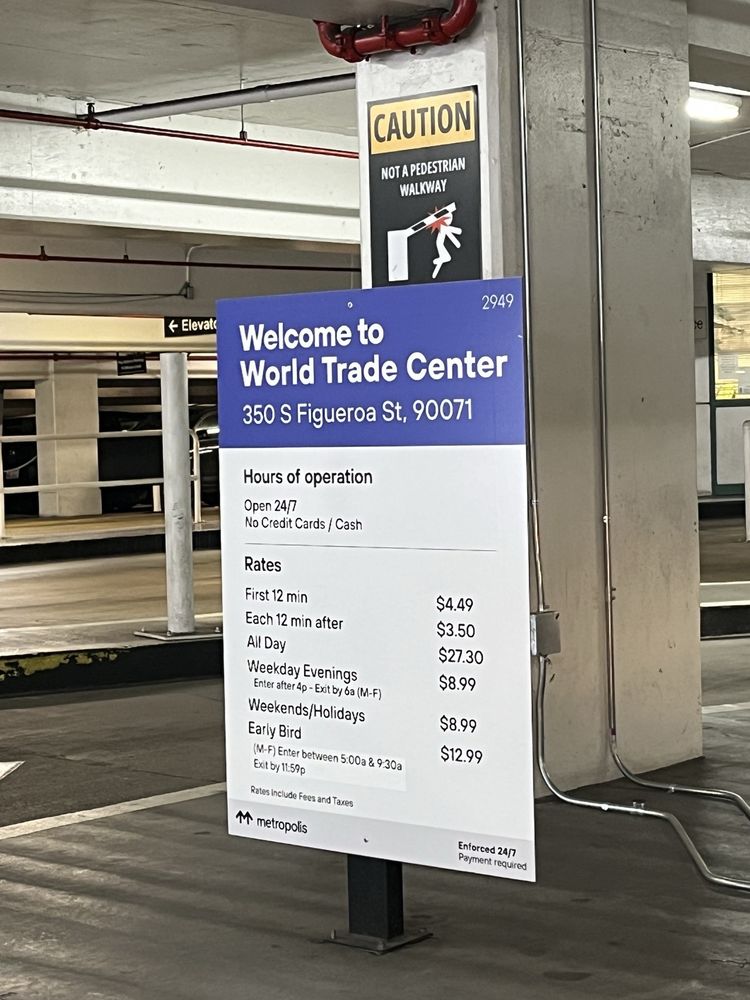 CAUTION
NOT A PEDESTRIAN
WALKWAY
← Elevato
2949
Welcome to
World Trade Center
350 S Figueroa St, 90071
Hours of operation
Open 24/7
No Credit Cards / Cash
Rates
First 12 min $4.49
Each 12 min after $3.50
All Day $27.30
Weekday Evenings $8.99
Enter after 4p - Exit by 6a (M-F)
Weekends/Holidays $8.99
Early Bird $12.99
(M-F) Enter between 5:00a & 9:30a
Exit by 11:59p
Rates Include Fees and Taxes
metropolis
Enforced 24/7
Payment required